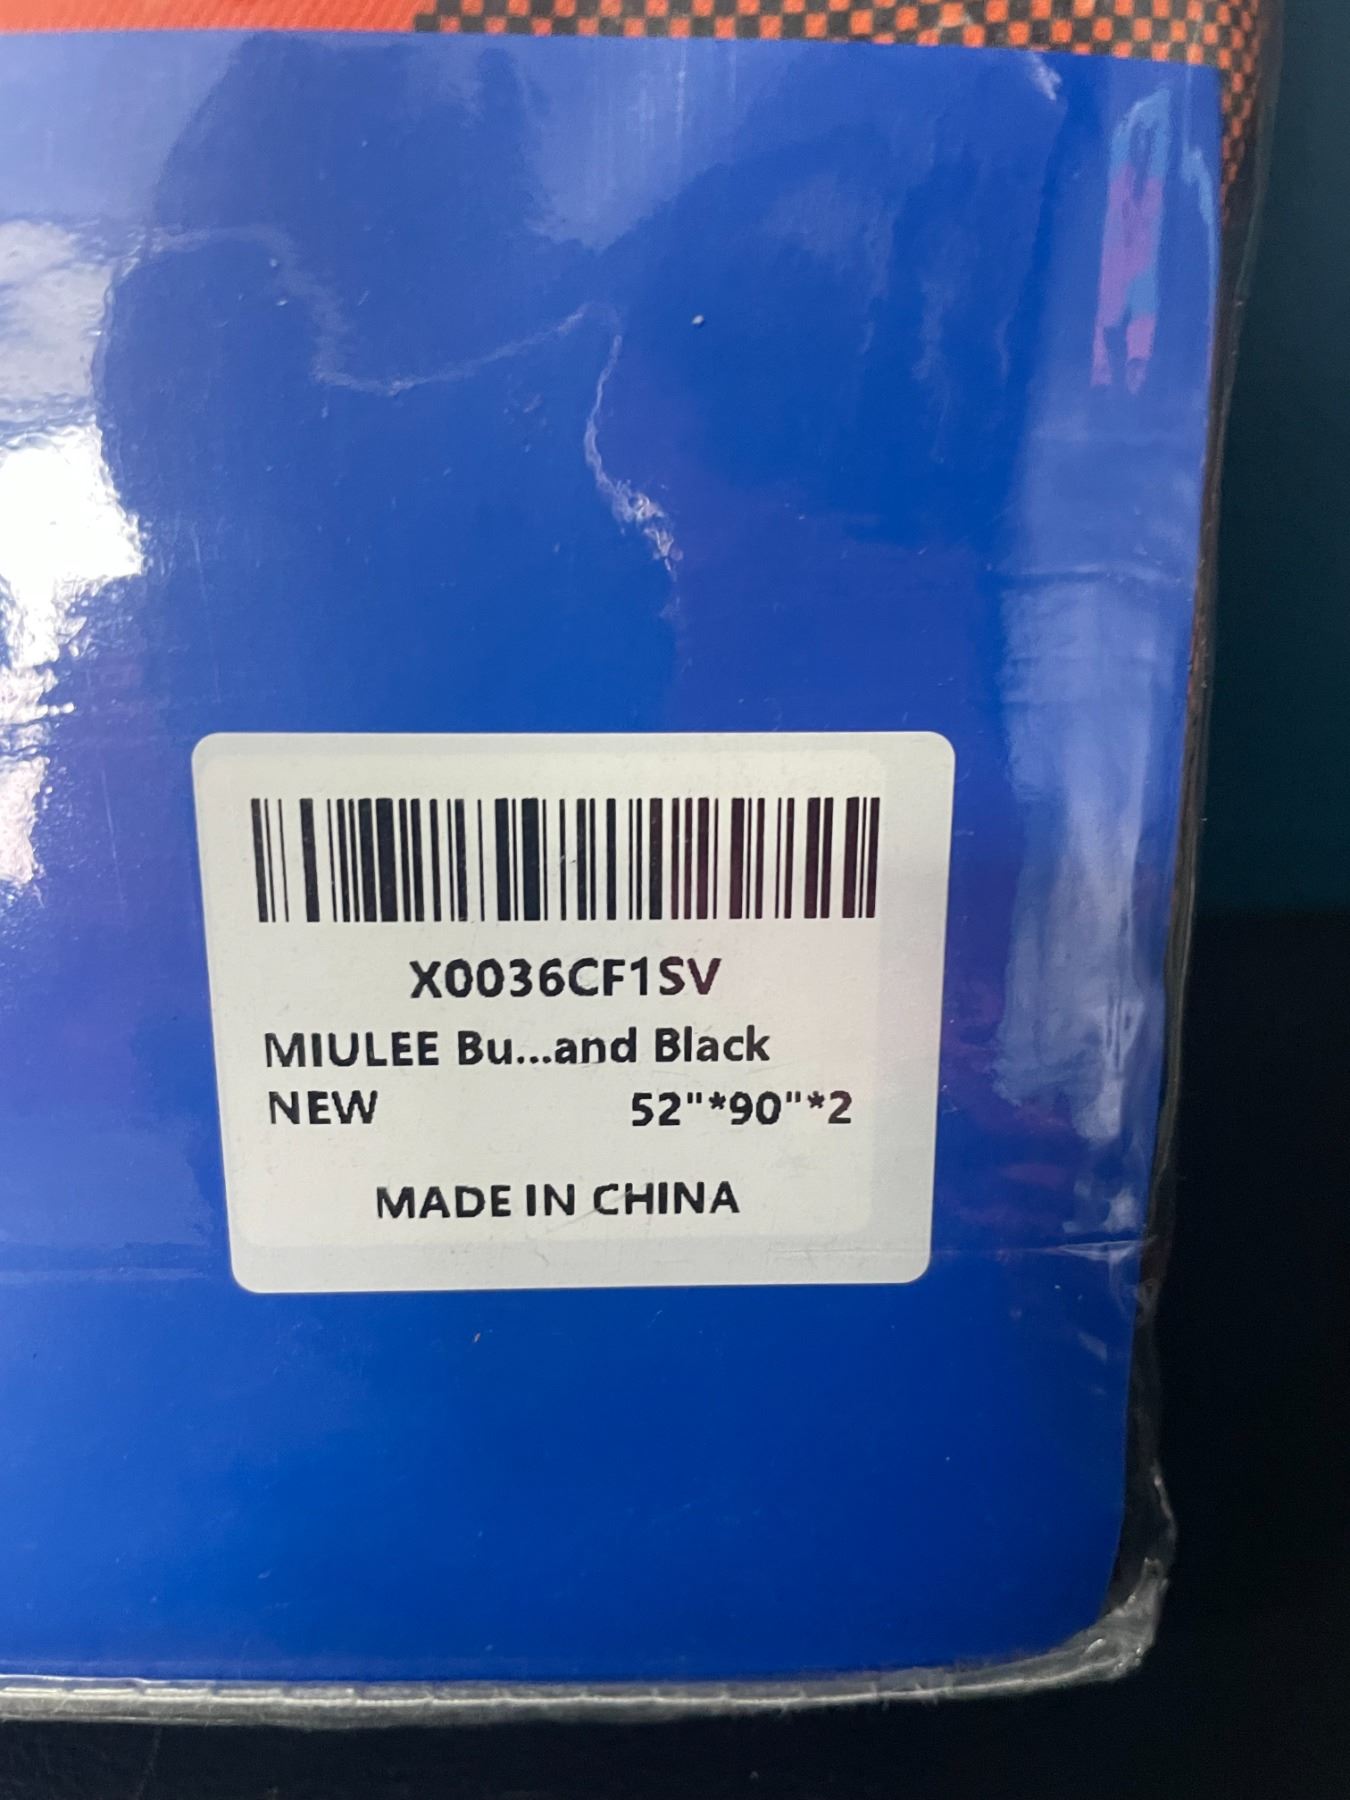 X0036CF1SV
MIULEE Bu...and Black
NEW 52"*90"*2
MADE IN CHINA